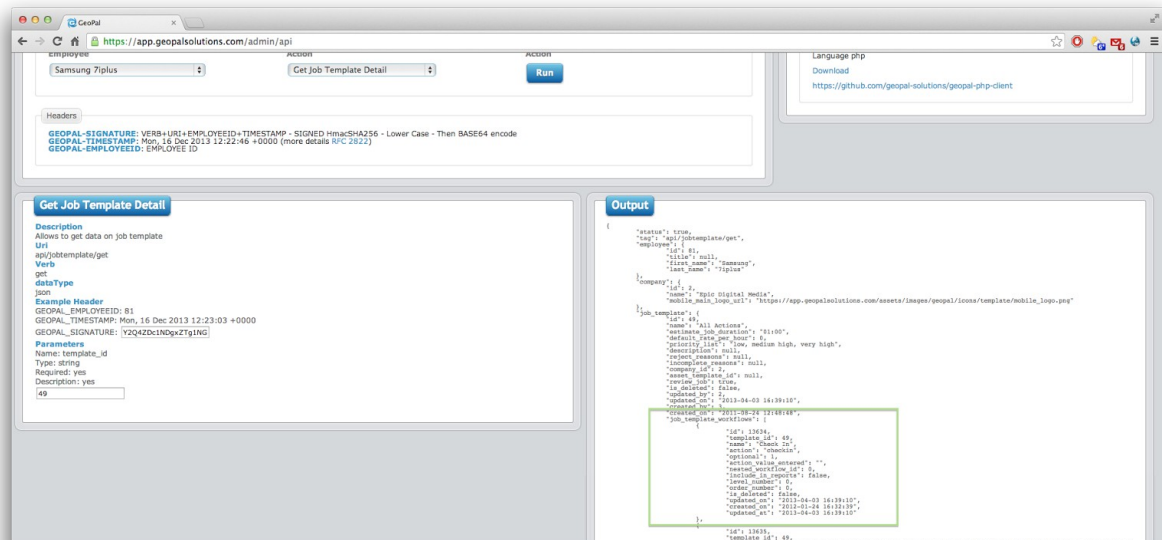 GeoPal
https://app.geopalsolutions.com/admin/api
Employee
Action
Action
Samsung 7iplus
Get Job Template Detail
Run
Language php
Download
https://github.com/geopal-solutions/geopal-php-client
Headers
GEOPAL-SIGNATURE: VERB+URI+EMPLOYEEID+TIMESTAMP - SIGNED HmacSHA256 - Lower Case - Then BASE64 encode
GEOPAL-TIMESTAMP: Mon, 16 Dec 2013 12:22:46 +0000 (more details RFC 2822)
GEOPAL-EMPLOYEEID: EMPLOYEE ID
Get Job Template Detail
Description
Allows to get data on job template
Uri
api/jobtemplate/get
Verb
get
dataType
json
Example Header
GEOPAL_EMPLOYEEID: 81
GEOPAL_TIMESTAMP: Mon, 16 Dec 2013 12:23:03 +0000
GEOPAL_SIGNATURE: Y2Q4ZDc1NDgxZTg1NG
Parameters
Name: template_id
Type: string
Required: yes
Description: yes
49
Output
{
"status": true,
"tag": "api/jobtemplate/get",
"employee": {
"id": 81,
"title": null,
"first_name": "Samsung",
"last_name": "7iplus"
},
"company": {
"id": 2,
"name": "Epic Digital Media",
"mobile_main_logo_url": "https://app.geopalsolutions.com/assets/images/geopal/icons/template/mobile_logo.png"
},
"job_template": {
"id": 49,
"name": "All Actions",
"estimate_job_duration": "01:00",
"default_rate_per_hour": 0,
"priority_list": "low, medium high, very high",
"description": null,
"reject_reasons": null,
"incomplete_reasons": null,
"company_id": 2,
"asset_template_id": null,
"review_job": true,
"is_deleted": false,
"updated_by": 2,
"updated_on": "2013-04-03 16:39:10",
"created_by": 3,
"created_on": "2011-08-24 12:48:48",
"job_template_workflows": [
{
"id": 13634,
"template_id": 49,
"name": "Check In",
"action": "checkin",
"optional": 1,
"action_value_entered": "",
"nested_workflow_id": 0,
"include_in_reports": false,
"level_number": 0,
"order_number": 0,
"is_deleted": false,
"updated_on": "2013-04-03 16:39:10",
"created_on": "2012-01-24 16:32:39",
"updated_at": "2013-04-03 16:39:10"
},
{
"id": 13635,
"template_id": 49,